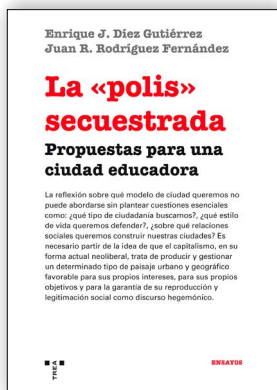 Enrique J. Díez Gutiérrez
Juan R. Rodríguez Fernández
La «polis»
secuestrada
Propuestas para una
ciudad educadora
La reflexión sobre qué modelo de ciudad queremos no
puede abordarse sin plantear cuestiones esenciales
como: ¿qué tipo de ciudadanía buscamos?, ¿qué estilo
de vida queremos defender?, ¿sobre qué relaciones
sociales queremos construir nuestras ciudades? Es
necesario partir de la idea de que el capitalismo, en su
forma actual neoliberal, trata de producir y gestionar
un determinado tipo de paisaje urbano y geográfico
favorable para sus propios intereses, para sus propios
objetivos y para la garantía de su reproducción y
legitimación social como discurso hegemónico.
TREA
ENSAYOS